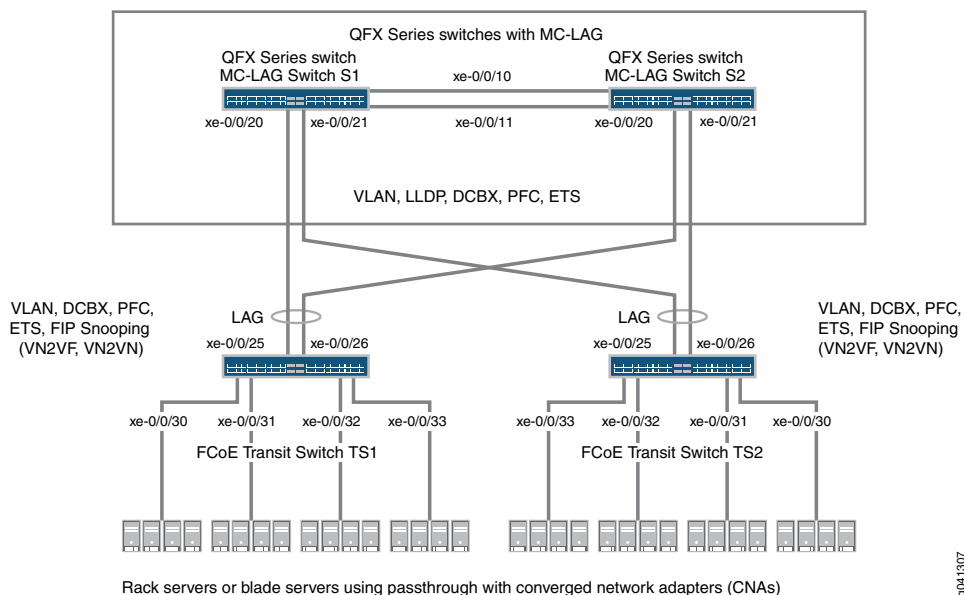 QFX Series switches with MC-LAG
QFX Series switch
MC-LAG Switch S1
QFX Series switch
MC-LAG Switch S2
xe-0/0/10
xe-0/0/20
xe-0/0/21
xe-0/0/11
xe-0/0/20
xe-0/0/21
VLAN, LLDP, DCBX, PFC, ETS
VLAN, DCBX, PFC,
ETS, FIP Snooping
(VN2VF, VN2VN)
LAG
LAG
VLAN, DCBX, PFC,
ETS, FIP Snooping
(VN2VF, VN2VN)
xe-0/0/25
xe-0/0/26
xe-0/0/25
xe-0/0/26
xe-0/0/30
xe-0/0/31
xe-0/0/32
xe-0/0/33
xe-0/0/33
xe-0/0/32
xe-0/0/31
xe-0/0/30
FCoE Transit Switch TS1
FCoE Transit Switch TS2
Rack servers or blade servers using passthrough with converged network adapters (CNAs)
g041307